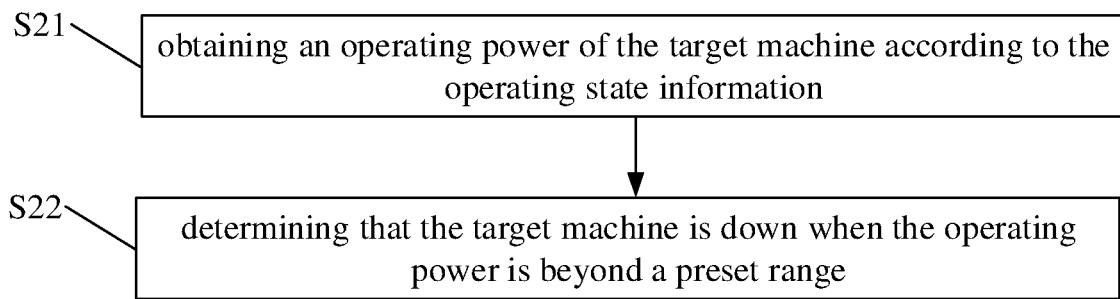 S21
obtaining an operating power of the target machine according to the
operating state information
S22
determining that the target machine is down when the operating
power is beyond a preset range